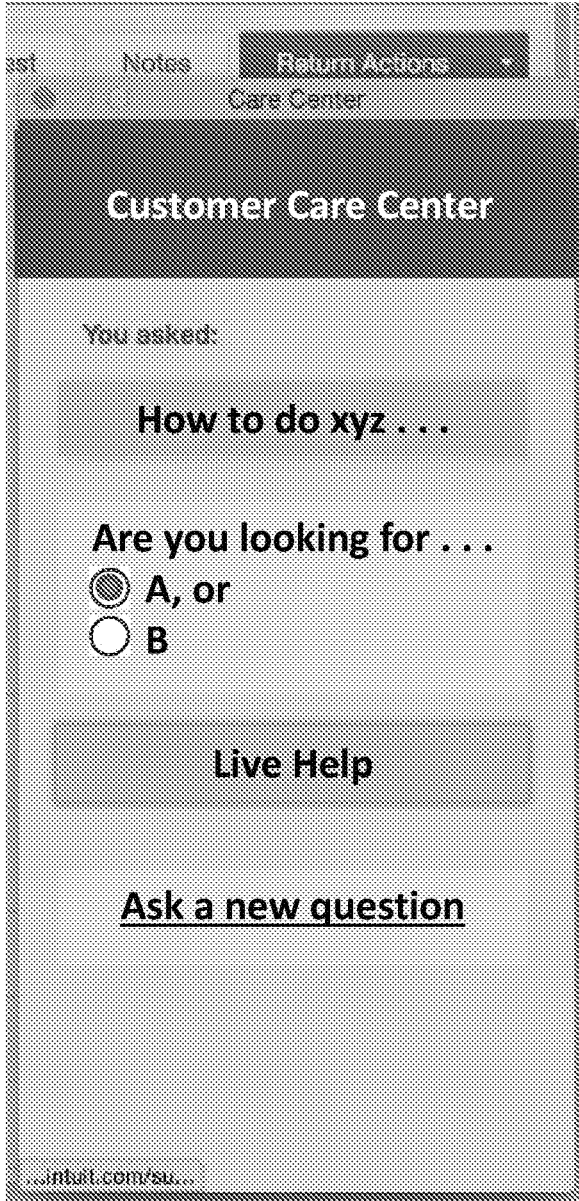 est Notes Return Actions
Care Center
Customer Care Center
You asked:
How to do xyz . . .
Are you looking for . . .
A, or
B
Live Help
Ask a new question
...intuit.com/su...